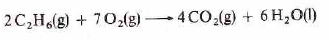 2 C₂H₆(g) + 7 O₂(g) ⟶ 4 CO₂(g) + 6 H₂O(l)